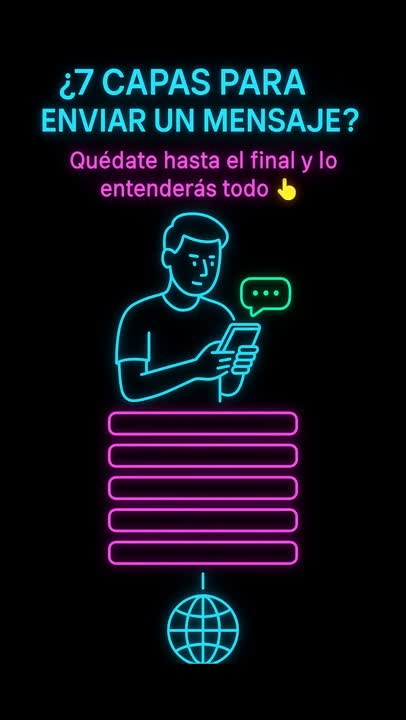 ¿7 CAPAS PARA
ENVIAR UN MENSAJE?
Quédate hasta el final y lo
entenderás todo 👆